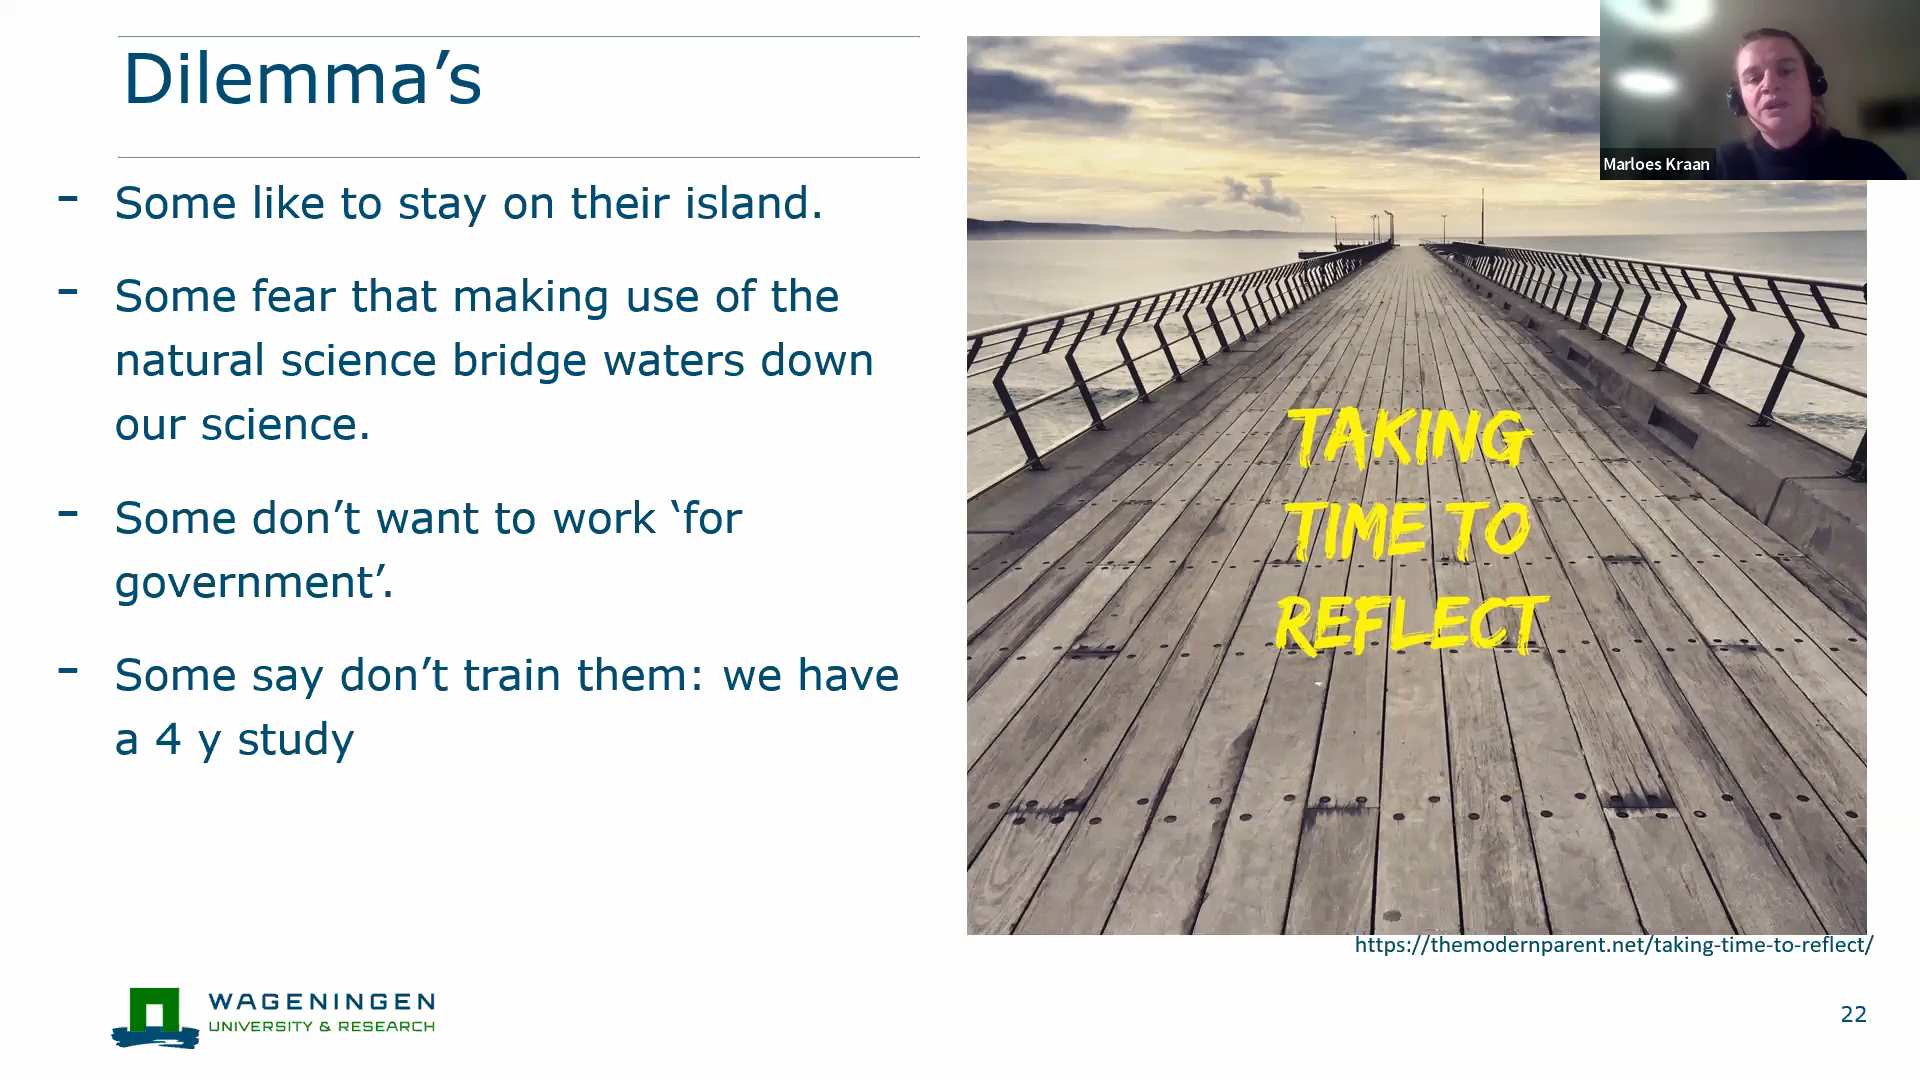 Dilemma’s
- Some like to stay on their island.
- Some fear that making use of the
natural science bridge waters down
our science.
- Some don’t want to work ‘for
government’.
- Some say don’t train them: we have
a 4 y study
TAKING
TIME TO
REFLECT
Marloes Kraan
https://themodernparent.net/taking-time-to-reflect/
WAGENINGEN
UNIVERSITY & RESEARCH
22